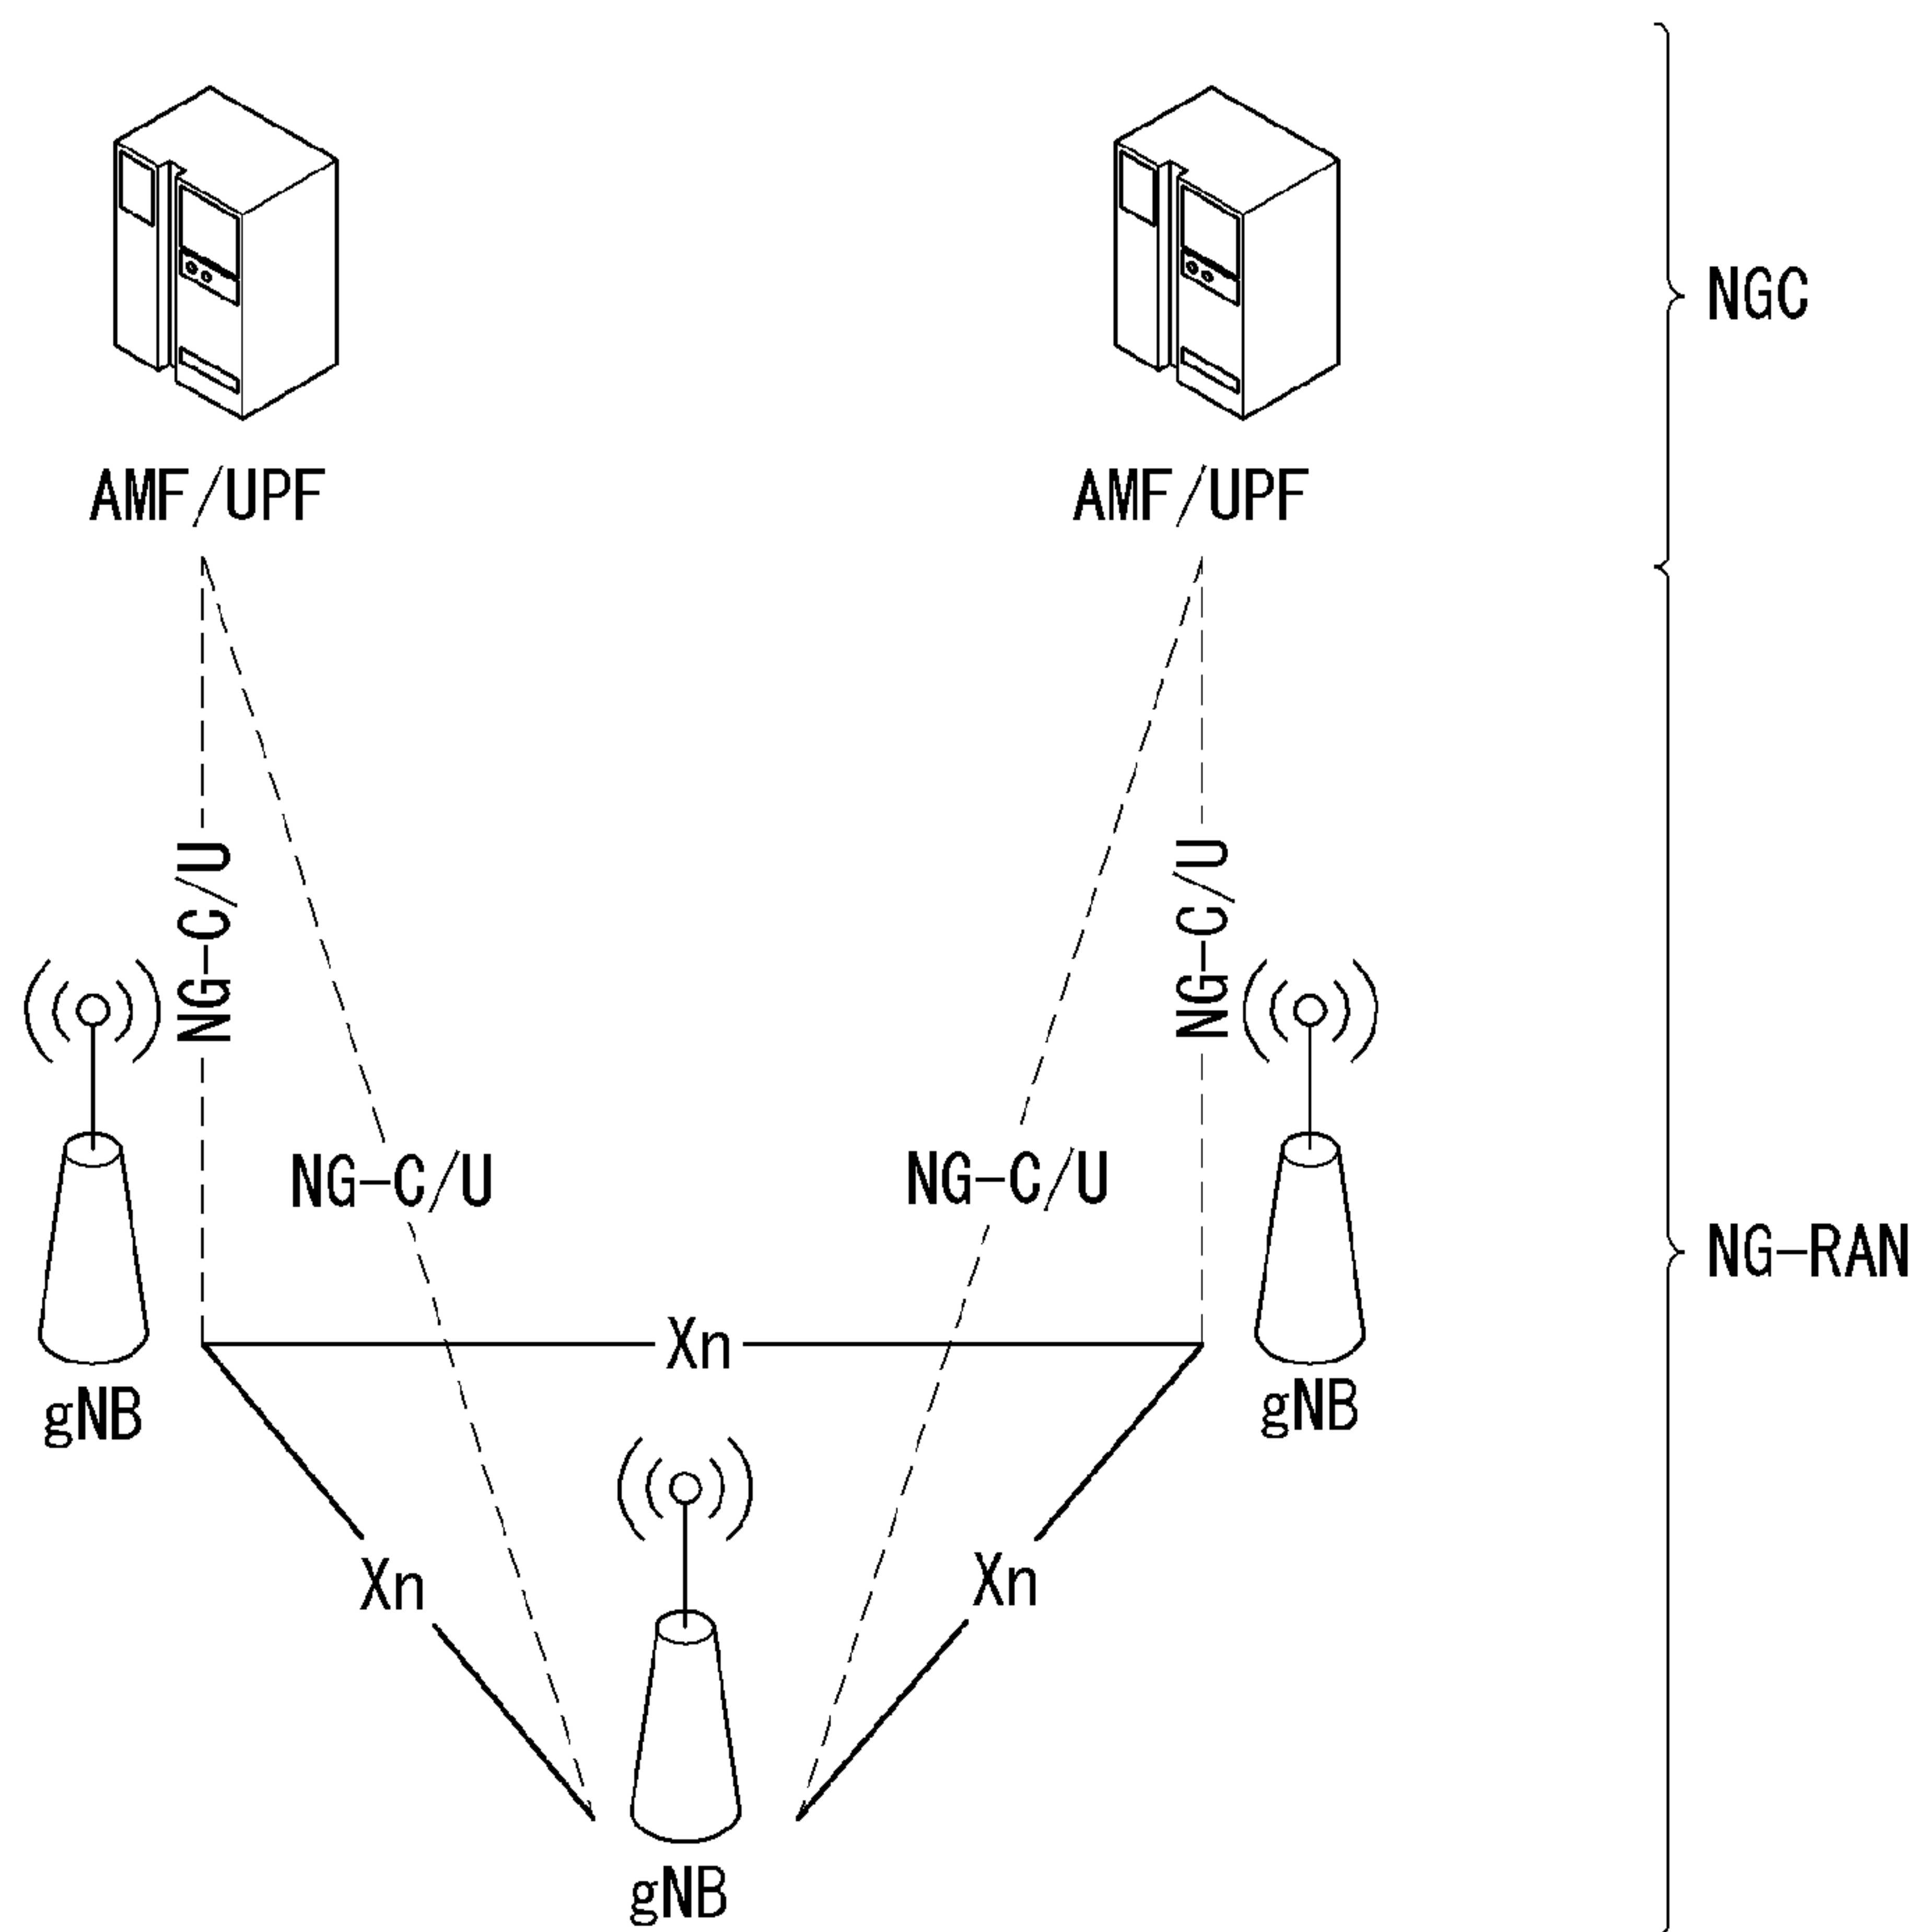 NGC
AMF/UPF
AMF/UPF
NG-C/U
NG-C/U
NG-C/U
NG-C/U
NG-RAN
Xn
gNB
gNB
Xn
Xn
gNB